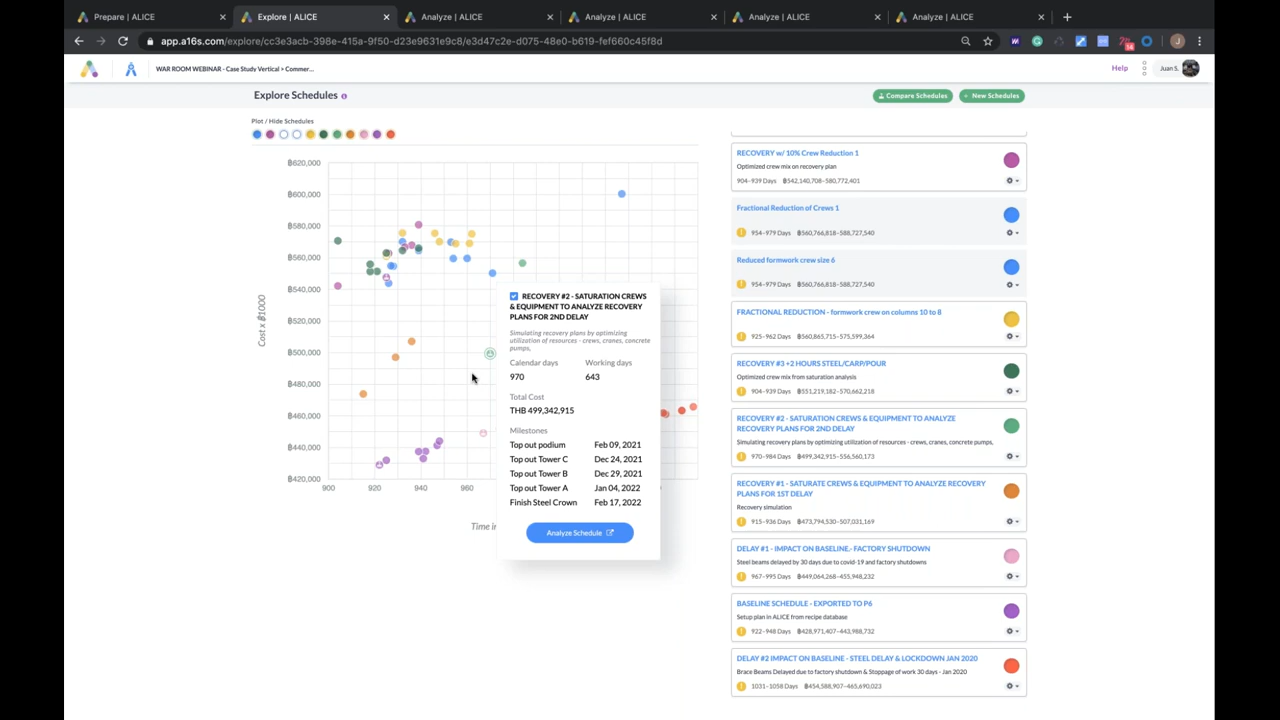 Prepare | ALICE
Explore | ALICE
Analyze | ALICE
Analyze | ALICE
Analyze | ALICE
Analyze | ALICE
app.a16s.com/explore/cc3e3acb-398e-415a-9f50-d23e9631e9c8/e3d47c2e-d075-48e0-b619-fef660c45f8d
WAR ROOM WEBINAR - Case Study Vertical > Commer...
Help
Juan S.
Explore Schedules
Compare Schedules
+ New Schedules
Plot / Hide Schedules
฿620,000
฿600,000
฿580,000
฿560,000
฿540,000
฿520,000
฿500,000
฿480,000
฿460,000
฿440,000
฿420,000
Cost x ฿1000
900
920
940
960
Time in
RECOVERY #2 - SATURATION CREWS
& EQUIPMENT TO ANALYZE RECOVERY
PLANS FOR 2ND DELAY
Simulating recovery plans by optimizing
utilization of resources - crews, cranes, concrete
pumps,
Calendar days
Working days
970
643
Total Cost
THB 499,342,915
Milestones
Top out podium Feb 09, 2021
Top out Tower C Dec 24, 2021
Top out Tower B Dec 29, 2021
Top out Tower A Jan 04, 2022
Finish Steel Crown Feb 17, 2022
Analyze Schedule
RECOVERY w/ 10% Crew Reduction 1
Optimized crew mix on recovery plan
904–939 Days ฿542,140,708–580,772,401
Fractional Reduction of Crews 1
954–979 Days ฿560,766,818–588,727,540
Reduced formwork crew size 6
954–979 Days ฿560,766,818–588,727,540
FRACTIONAL REDUCTION - formwork crew on columns 10 to 8
925–962 Days ฿560,865,715–575,599,364
RECOVERY #3 +2 HOURS STEEL/CARP/POUR
Optimized crew mix from saturation analysis
904–939 Days ฿551,219,182–570,662,218
RECOVERY #2 - SATURATION CREWS & EQUIPMENT TO ANALYZE
RECOVERY PLANS FOR 2ND DELAY
Simulating recovery plans by optimizing utilization of resources - crews, cranes, concrete pumps,
970–984 Days ฿499,342,915–556,560,173
RECOVERY #1 - SATURATE CREWS & EQUIPMENT TO ANALYZE RECOVERY
PLANS FOR 1ST DELAY
Recovery simulation
915–936 Days ฿473,794,530–507,031,169
DELAY #1 - IMPACT ON BASELINE.- FACTORY SHUTDOWN
Steel beams delayed by 30 days due to covid-19 and factory shutdowns
967–995 Days ฿449,064,268–455,948,232
BASELINE SCHEDULE - EXPORTED TO P6
Setup plan in ALICE from recipe database
922–948 Days ฿428,971,407–443,988,732
DELAY #2 IMPACT ON BASELINE - STEEL DELAY & LOCKDOWN JAN 2020
Brace Beams Delayed due to factory shutdown & Stoppage of work 30 days - Jan 2020
1031–1058 Days ฿454,588,907–465,690,023